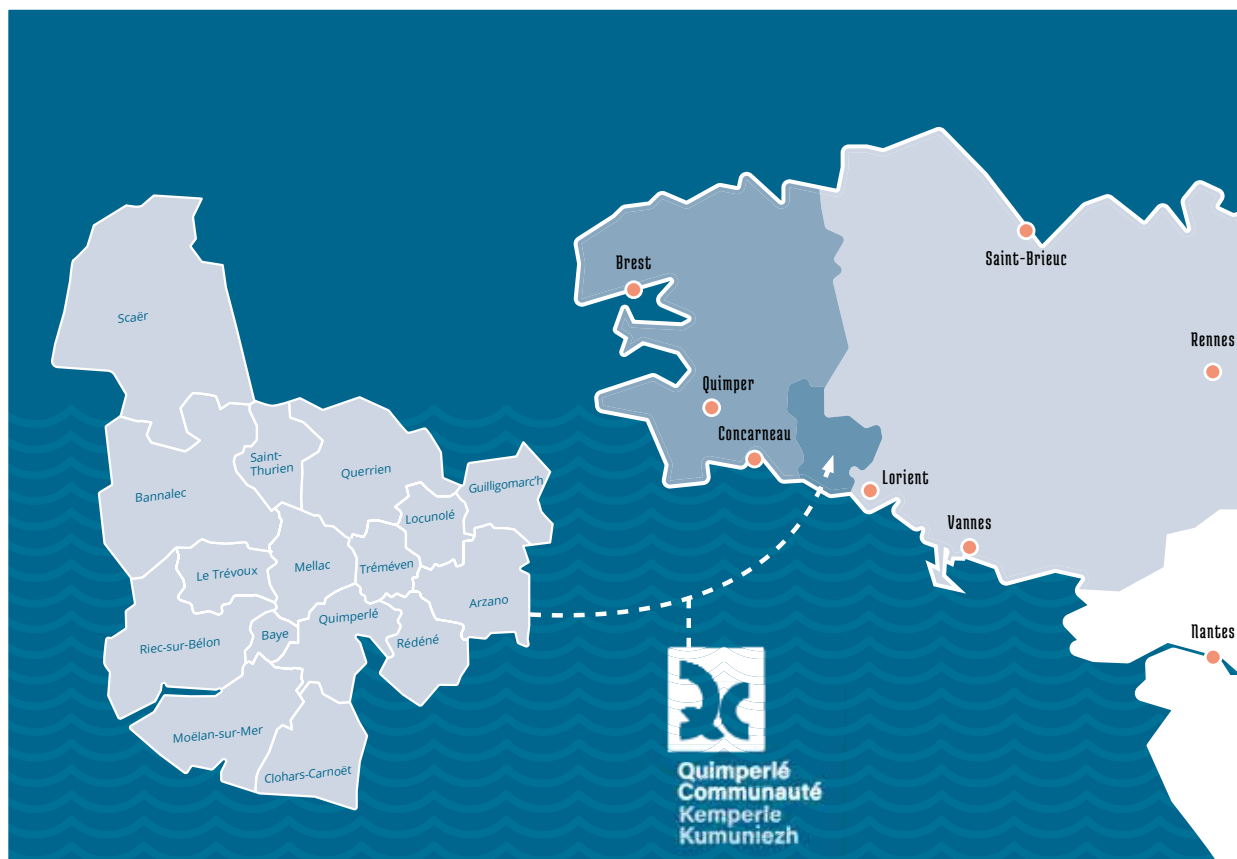 Scaër
Saint-
Thurien
Querrien
Bannalec
Guilligomarc'h
Locunolé
Le Trévoux
Mellac
Tréméven
Arzano
Quimperlé
Baye
Riec-sur-Bélon
Rédéné
Moëlan-sur-Mer
Clohars-Carnoët
Brest
Saint-Brieuc
Rennes
Quimper
Concarneau
Lorient
Vannes
Nantes
Quimperlé
Communauté
Kemperle
Kumuniezh